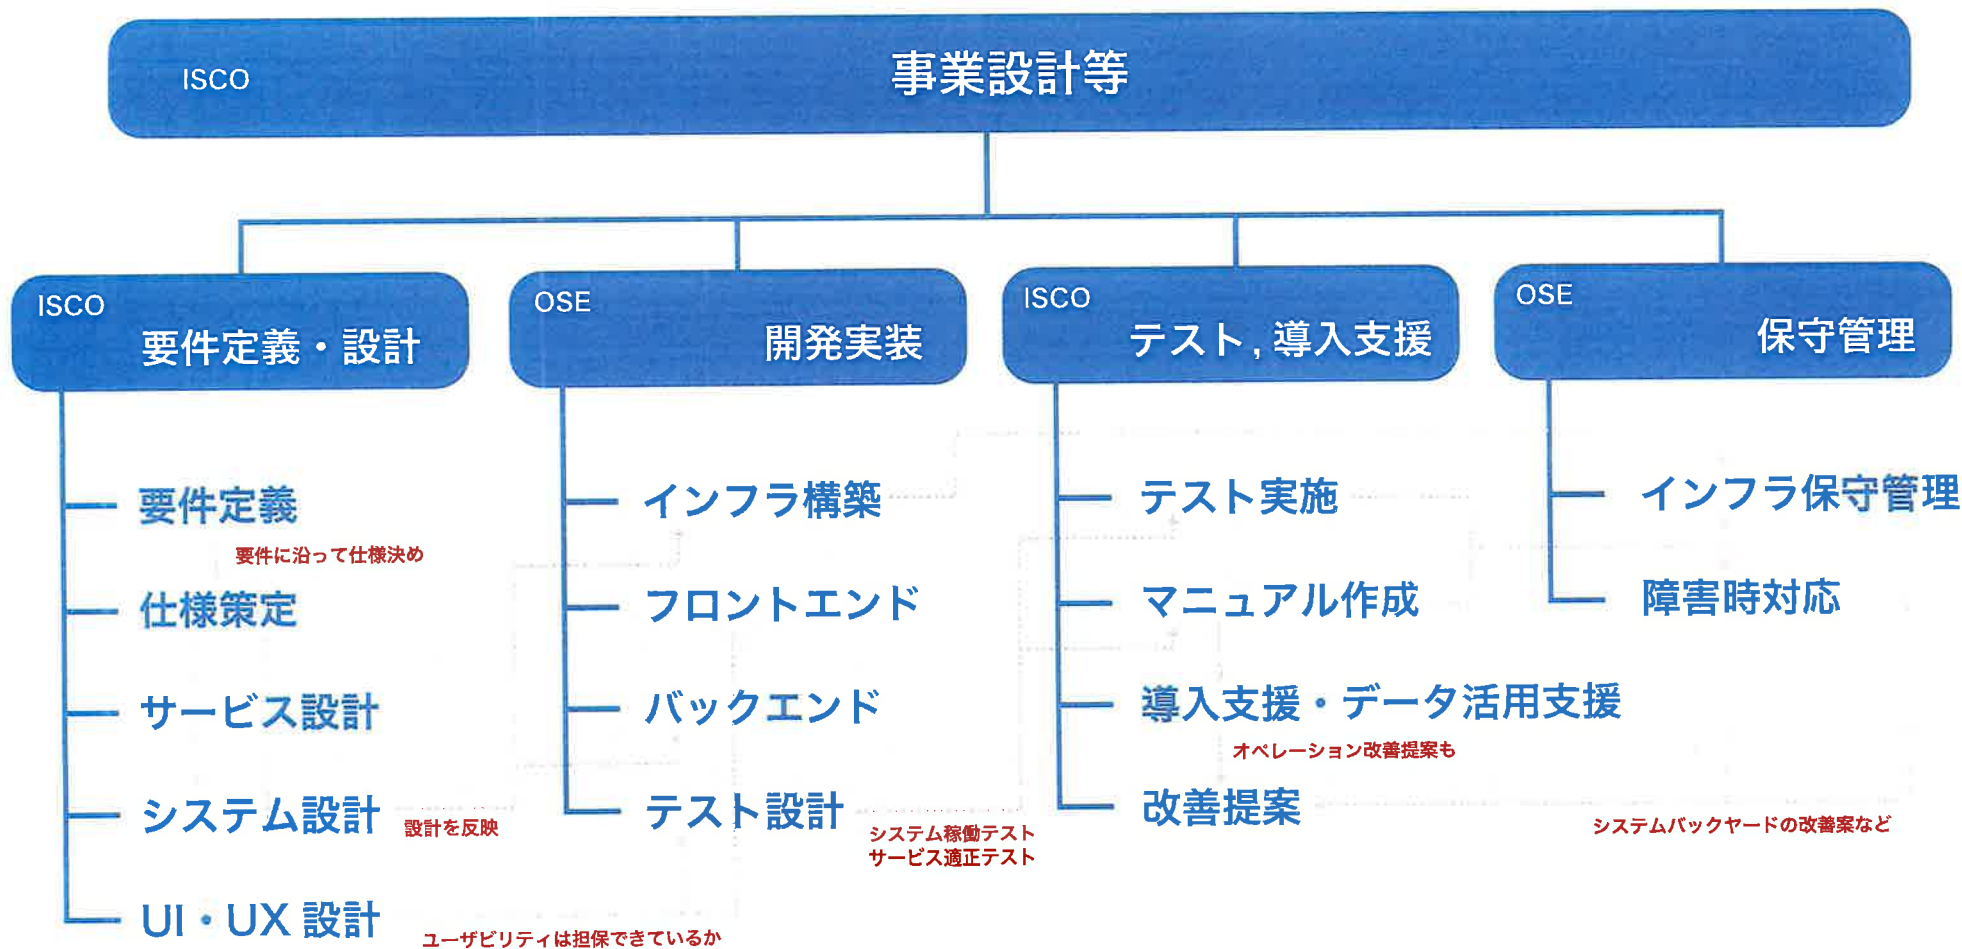 ISCO
事業設計等
ISCO
要件定義・設計
要件定義
要件に沿って仕様決め
仕様策定
サービス設計
システム設計
設計を反映
UI・UX 設計
ユーザビリティは担保できているか
OSE
開発実装
インフラ構築
フロントエンド
バックエンド
テスト設計
システム稼働テスト
サービス適正テスト
ISCO
テスト, 導入支援
テスト実施
マニュアル作成
導入支援・データ活用支援
オペレーション改善提案も
改善提案
システムバックヤードの改善案など
OSE
保守管理
インフラ保守管理
障害時対応